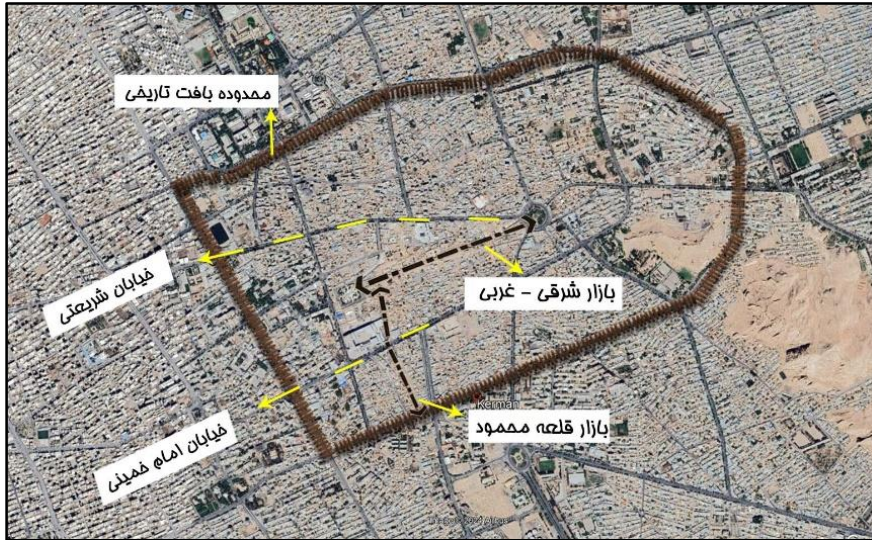 محدوده بافت تاریخی
خیابان شریعتی
بازار شرقی - غربی
خیابان امام خمینی
بازار قلعه محمود
Kerman